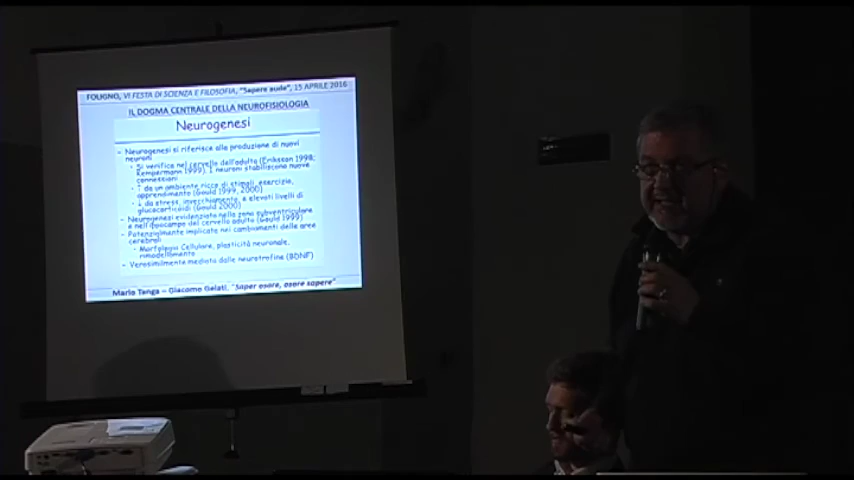 FOLIGNO, VI FESTA DI SCIENZA E FILOSOFIA, "Sapere aude", 15 APRILE 2016
IL DOGMA CENTRALE DELLA NEUROFISIOLOGIA
Neurogenesi
- Neurogenesi si riferisce alla produzione di nuovi
neuroni
• Si verifica nel cervello dell'adulto (Eriksson 1998;
Kempermann 1999), i neuroni stabiliscono nuove
connessioni
• ↑ da un ambiente ricco di stimoli, esercizio,
apprendimento (Gould 1999, 2000)
• ↓ da stress, invecchiamento, e elevati livelli di
glucocorticoidi (Gould 2000)
- Neurogenesi evidenziata nella zona subventricolare
e nell'ippocampo del cervello adulto (Gould 1999)
- Potenzialmente implicata nei cambiamenti delle aree
cerebrali
• Morfologia Cellulare, plasticità neuronale,
rimodellamento
- Verosimilmente mediata dalle neurotrofine (BDNF)
Mario Tenga – Giacomo Gelati, "Saper osare, osare sapere"